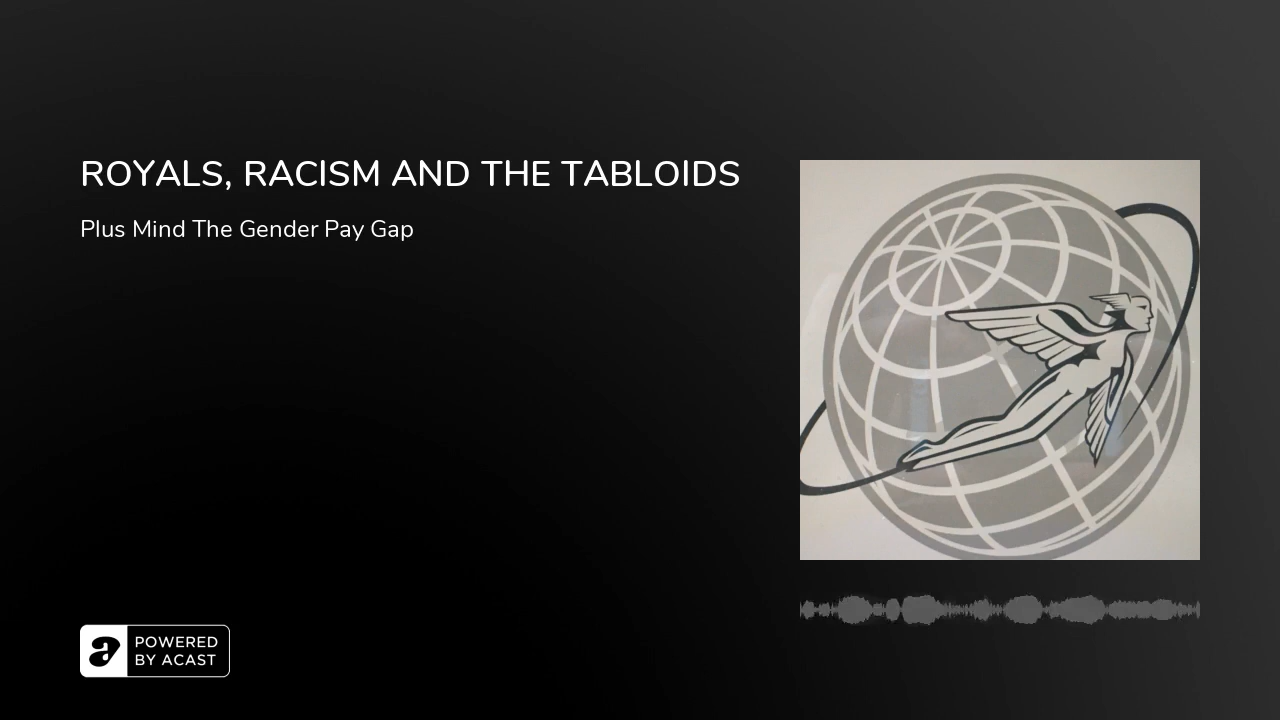 ROYALS, RACISM AND THE TABLOIDS
Plus Mind The Gender Pay Gap
POWERED
BY ACAST